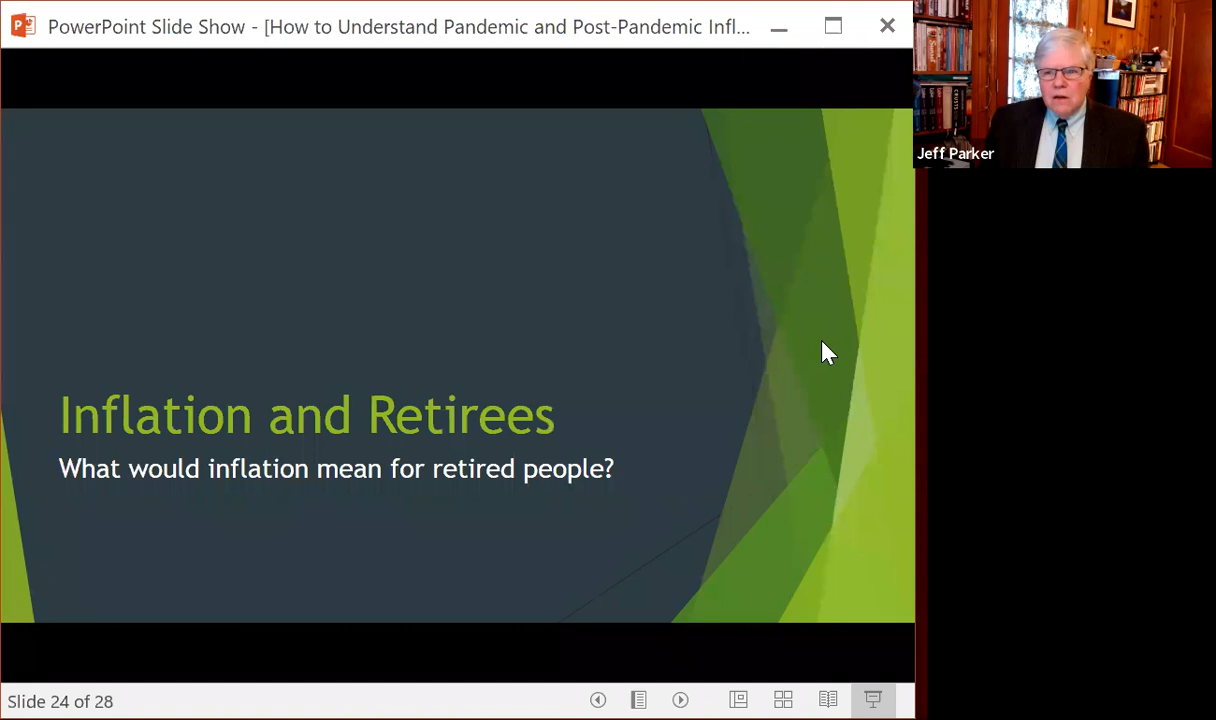 PowerPoint Slide Show - [How to Understand Pandemic and Post-Pandemic Infl...
Jeff Parker
Inflation and Retirees
What would inflation mean for retired people?
Slide 24 of 28